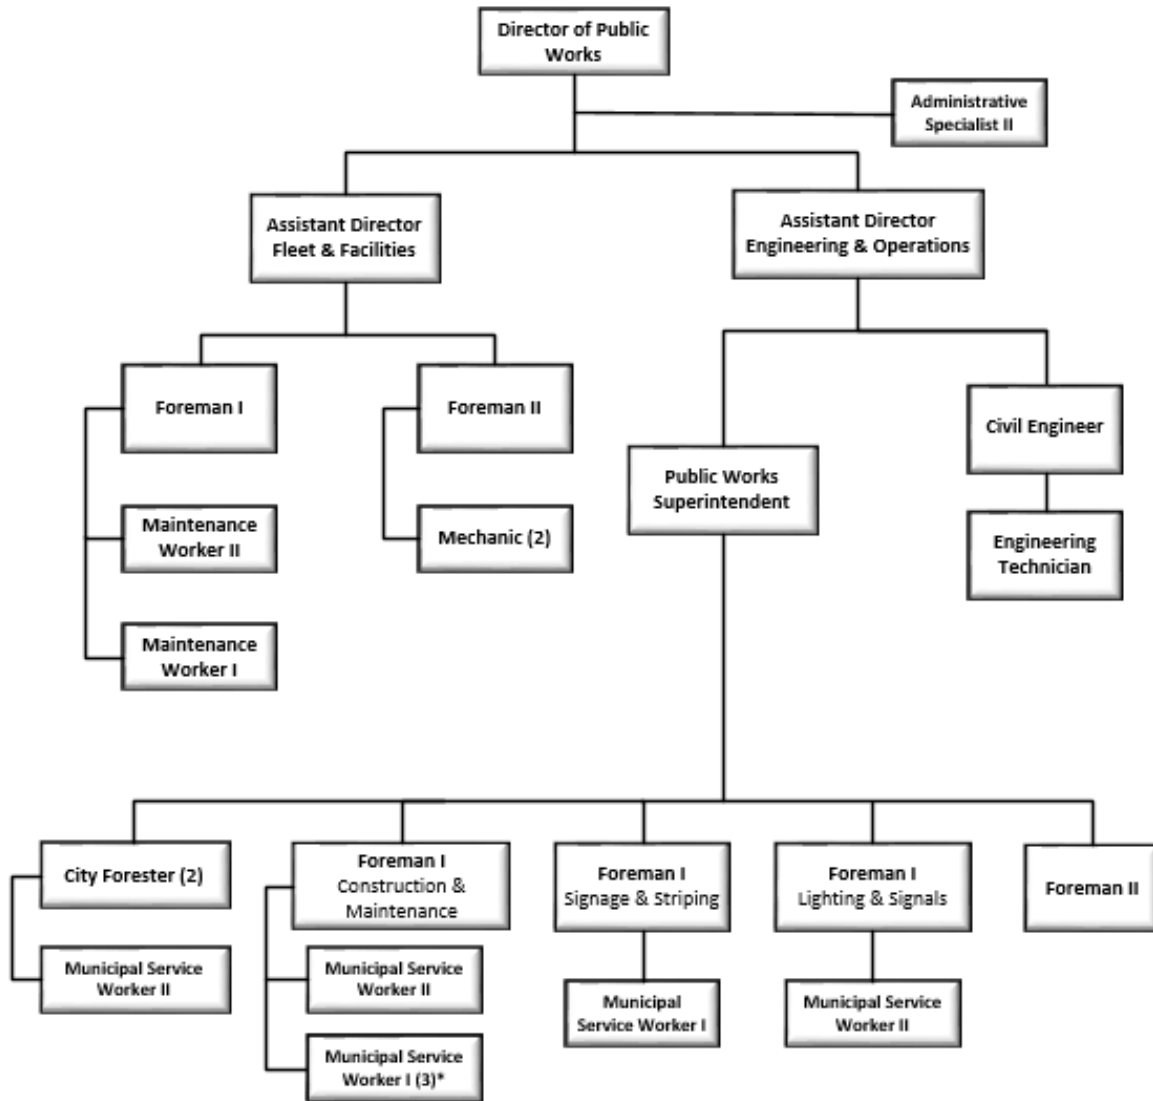 Director of Public
Works
Administrative
Specialist II
Assistant Director
Fleet & Facilities
Assistant Director
Engineering & Operations
Foreman I
Foreman II
Civil Engineer
Public Works
Superintendent
Maintenance
Worker II
Mechanic (2)
Engineering
Technician
Maintenance
Worker I
City Forester (2)
Foreman I
Construction &
Maintenance
Foreman I
Signage & Striping
Foreman I
Lighting & Signals
Foreman II
Municipal Service
Worker II
Municipal Service
Worker II
Municipal
Service Worker I
Municipal Service
Worker II
Municipal Service
Worker I (3)*